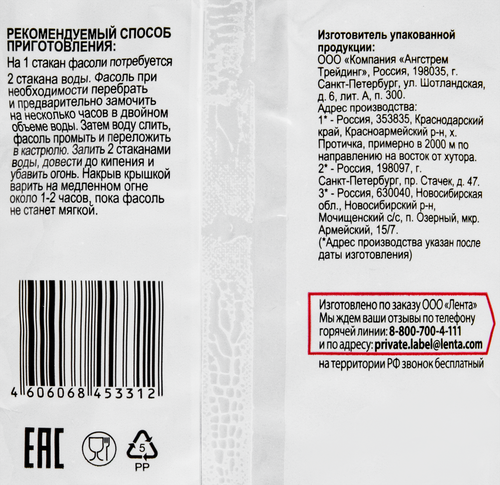 РЕКОМЕНДУЕМЫЙ СПОСОБ
ПРИГОТОВЛЕНИЯ:
На 1 стакан фасоли потребуется
2 стакана воды. Фасоль при
необходимости перебрать
и предварительно замочить
на несколько часов в двойном
объеме воды. Затем воду слить,
фасоль промыть и переложить
в кастрюлю. Залить 2 стаканами
воды, довести до кипения и
убавить огонь. Накрыв крышкой
варить на медленном огне
около 1-2 часов, пока фасоль
не станет мягкой.
4 606068 453312
EAC
5
PP
Изготовитель упакованной
продукции:
ООО «Компания «Ангстрем
Трейдинг», Россия, 198035, г.
Санкт-Петербург, ул. Шотландская,
д. 6, лит. А, п. 300.
Адрес производства:
1* - Россия, 353835, Краснодарский
край, Красноармейский р-н, х.
Протичка, примерно в 2000 м по
направлению на восток от хутора.
2* - Россия, 198097, г.
Санкт-Петербург, пр. Стачек, д. 47.
3* - Россия, 630040, Новосибирская
обл., Новосибирский р-н,
Мочищенский с/с, п. Озерный, мкр.
Армейский, 15/7.
(*Адрес производства указан после
даты изготовления)
Изготовлено по заказу ООО «Лента»
Мы ждем ваши отзывы по телефону
горячей линии: 8-800-700-4-111
и по адресу: private.label@lenta.com
на территории РФ звонок бесплатный